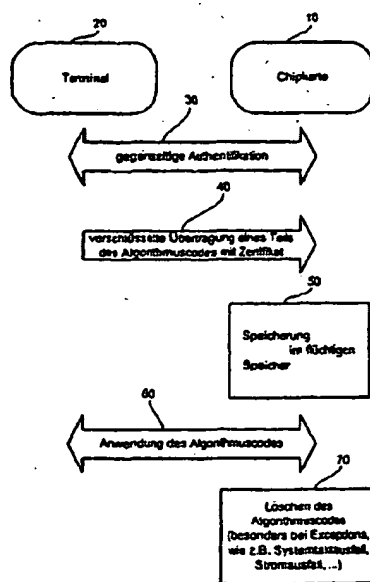 20
10
Terminal
Chipkarte
30
gegenseitige Authentifikation
40
verschlüsselte Übertragung eines Teils
des Algorithmuscodes mit Zertifikat
50
Speicherung
im flüchtigen
Speicher
60
Anwendung des Algorithmuscodes
70
Löschen des
Algorithmuscodes
(besonders bei Exceptions,
wie z.B. Systemtaktausfall,
Stromausfall, ...)